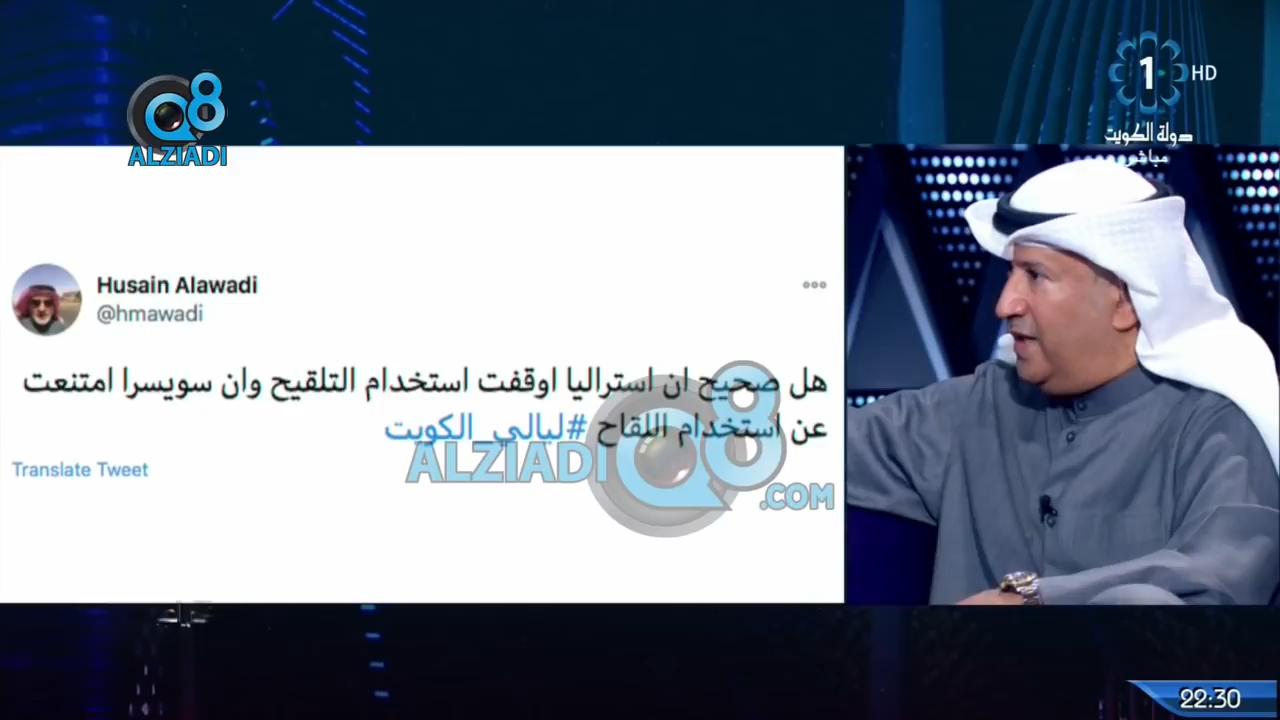 Q8
ALZIADI
1 HD
دولة الكويت
مباشر
Husain Alawadi
@hmawadi
هل صحيح ان استراليا اوقفت استخدام التلقيح وان سويسرا امتنعت
عن استخدام اللقاح #ليالي_الكويت
Translate Tweet
ALZIADI Q8
.COM
22:30